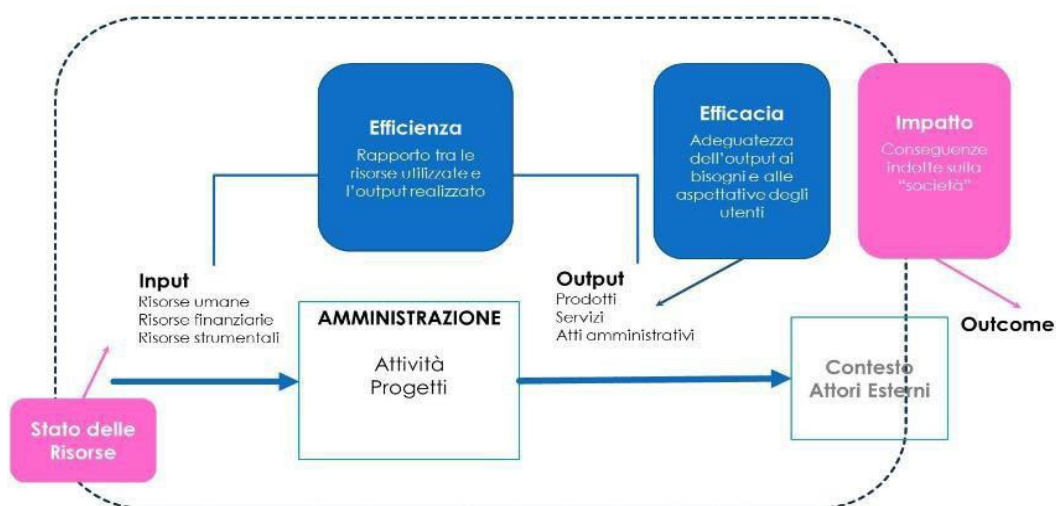 Efficienza
Rapporto tra le
risorse utilizzate e
l'output realizzato
Efficacia
Adeguatezza
dell'output ai
bisogni e alle
aspettative degli
utenti
Impatto
Conseguenze
indotte sulla
"società"
Input
Risorse umane
Risorse finanziarie
Risorse strumentali
AMMINISTRAZIONE
Attività
Progetti
Output
Prodotti
Servizi
Atti amministrativi
Outcome
Contesto
Attori Esterni
Stato delle
Risorse